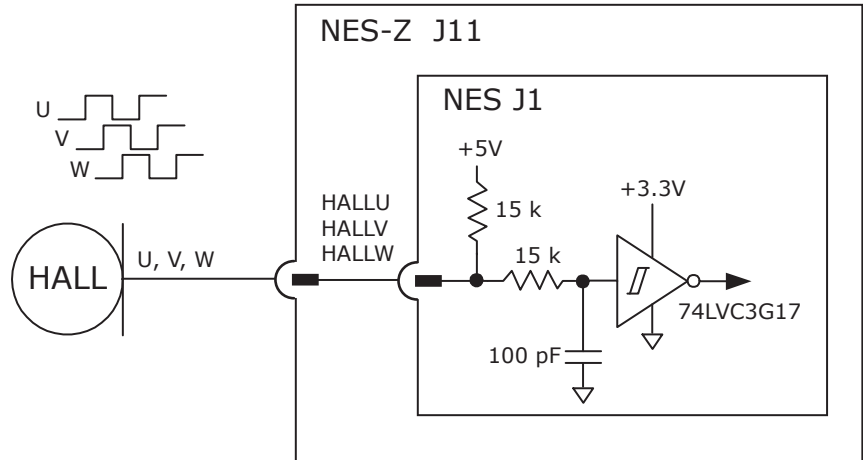 NES-Z J11
NES J1
U
V
W
+5V
+3.3V
HALLU
HALLV
HALLW
15 k
15 k
HALL
U, V, W
74LVC3G17
100 pF